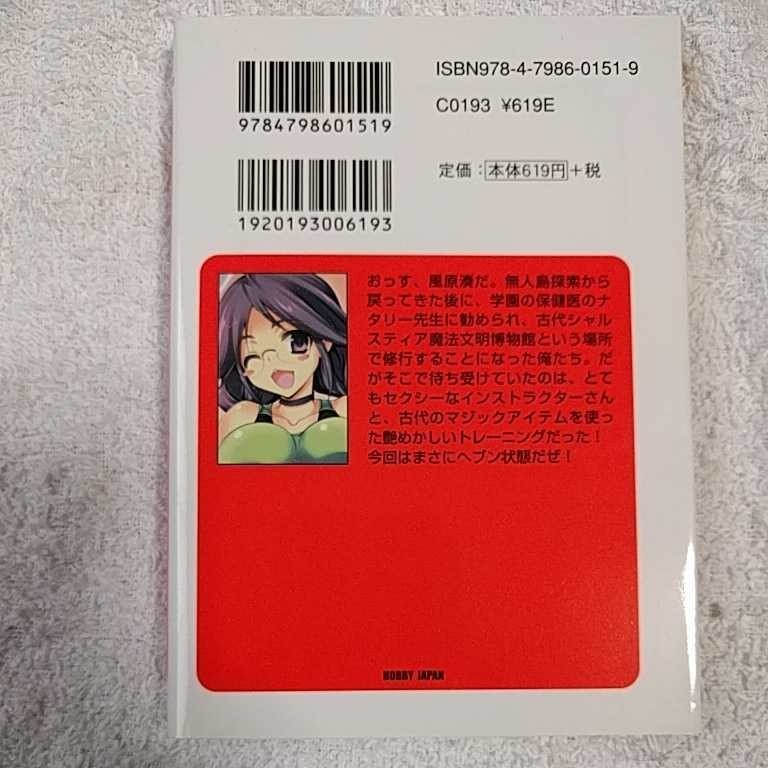 ISBN978-4-7986-0151-9
C0193 ¥619E
定価：本体619円＋税
9784798601519
1920193006193
おっす、風原湊だ。無人島探索から
戻ってきた後に、学園の保健医のナ
タリー先生に勧められ、古代シャル
スティア魔法文明博物館という場所
で修行することになった俺たち。だ
がそこで待ち受けていたのは、とて
もセクシーなインストラクターさん
と、古代のマジックアイテムを使っ
た艶めかしいトレーニングだった！
今回はまさにヘブン状態だぜ！
HOBBY JAPAN